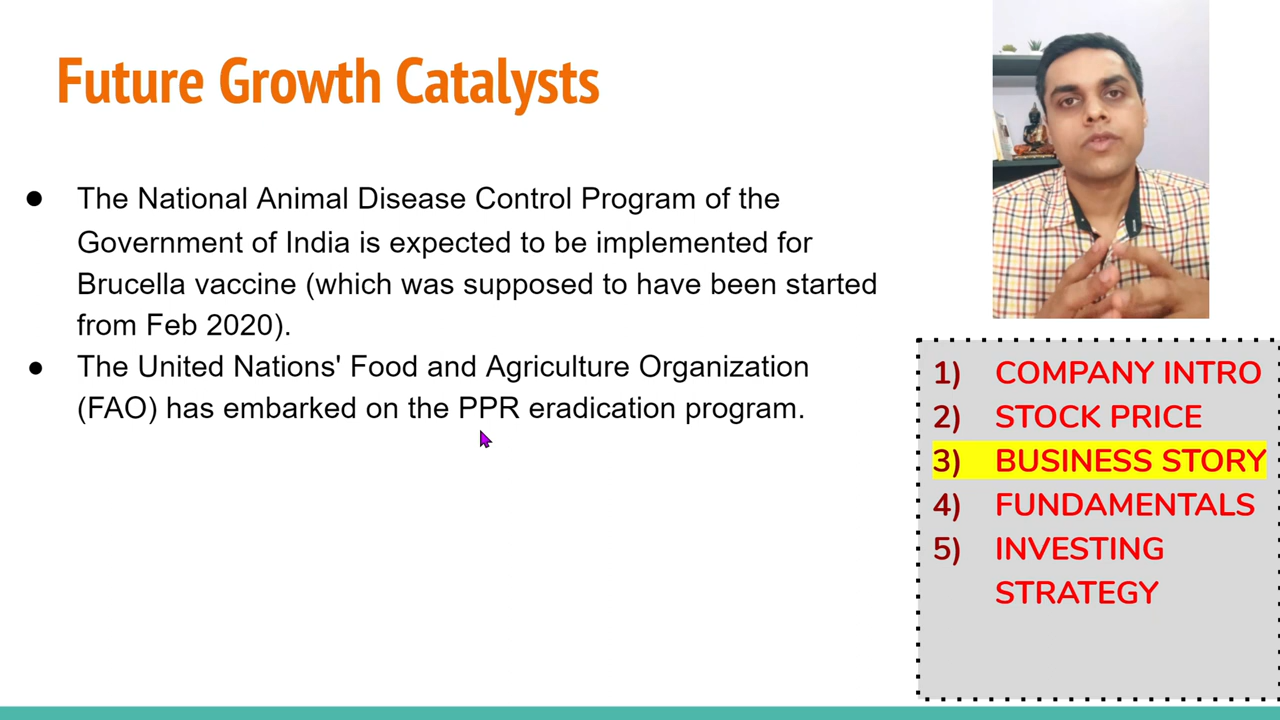 Future Growth Catalysts
● The National Animal Disease Control Program of the
Government of India is expected to be implemented for
Brucella vaccine (which was supposed to have been started
from Feb 2020).
● The United Nations' Food and Agriculture Organization
(FAO) has embarked on the PPR eradication program.
1) COMPANY INTRO
2) STOCK PRICE
3) BUSINESS STORY
4) FUNDAMENTALS
5) INVESTING
STRATEGY